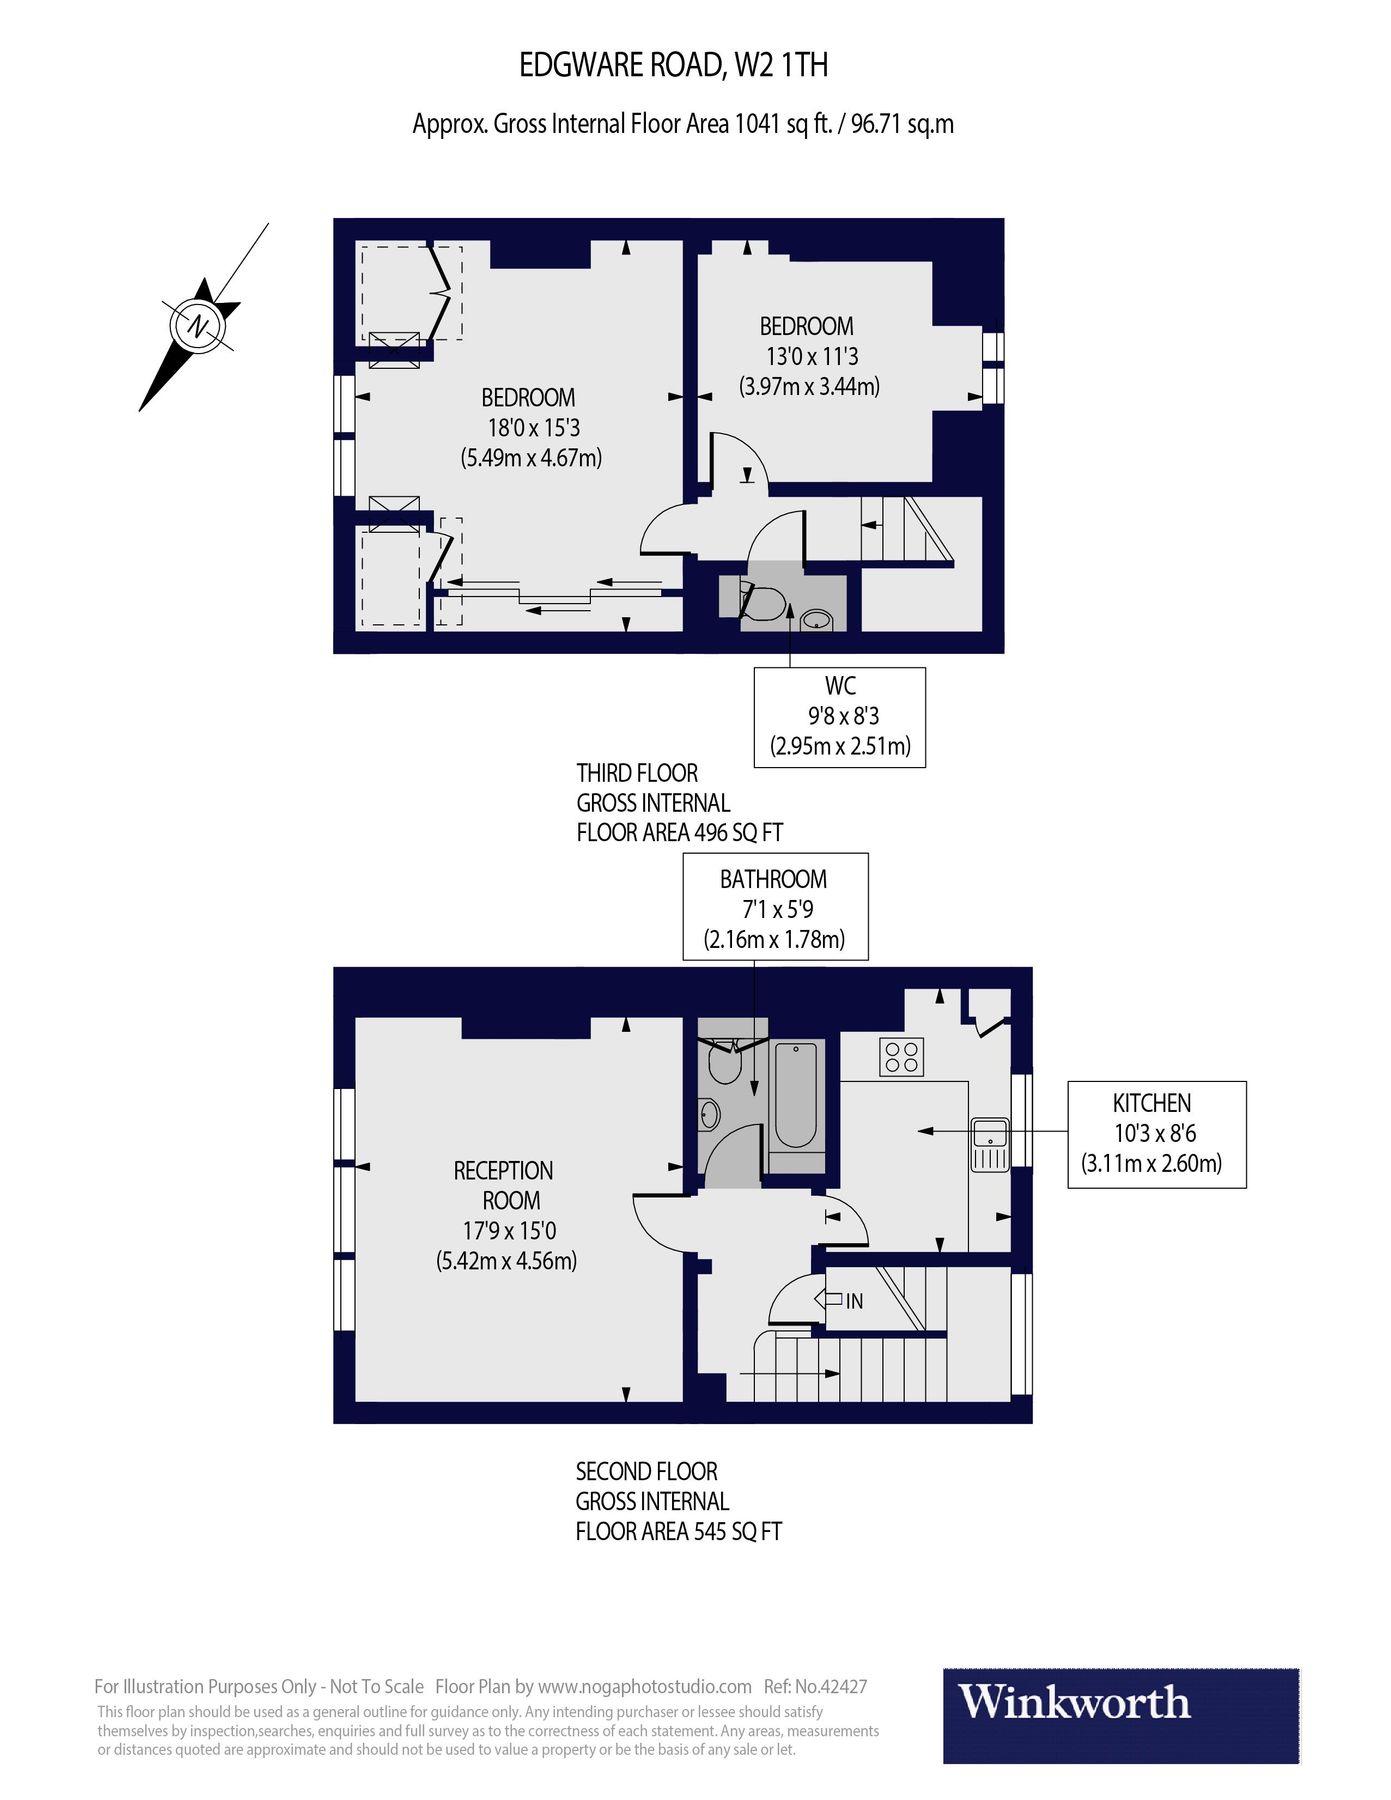 EDGWARE ROAD, W2 1TH
Approx. Gross Internal Floor Area 1041 sq ft. / 96.71 sq.m
N
BEDROOM
13'0 x 11'3
(3.97m x 3.44m)
BEDROOM
18'0 x 15'3
(5.49m x 4.67m)
WC
9'8 x 8'3
(2.95m x 2.51m)
THIRD FLOOR
GROSS INTERNAL
FLOOR AREA 496 SQ FT
BATHROOM
7'1 x 5'9
(2.16m x 1.78m)
KITCHEN
10'3 x 8'6
(3.11m x 2.60m)
RECEPTION
ROOM
17'9 x 15'0
(5.42m x 4.56m)
IN
SECOND FLOOR
GROSS INTERNAL
FLOOR AREA 545 SQ FT
For Illustration Purposes Only - Not To Scale Floor Plan by www.nogaphotostudio.com Ref: No.42427
This floor plan should be used as a general outline for guidance only. Any intending purchaser or lessee should satisfy
themselves by inspection,searches, enquiries and full survey as to the correctness of each statement. Any areas, measurements
or distances quoted are approximate and should not be used to value a property or be the basis of any sale or let.
Winkworth